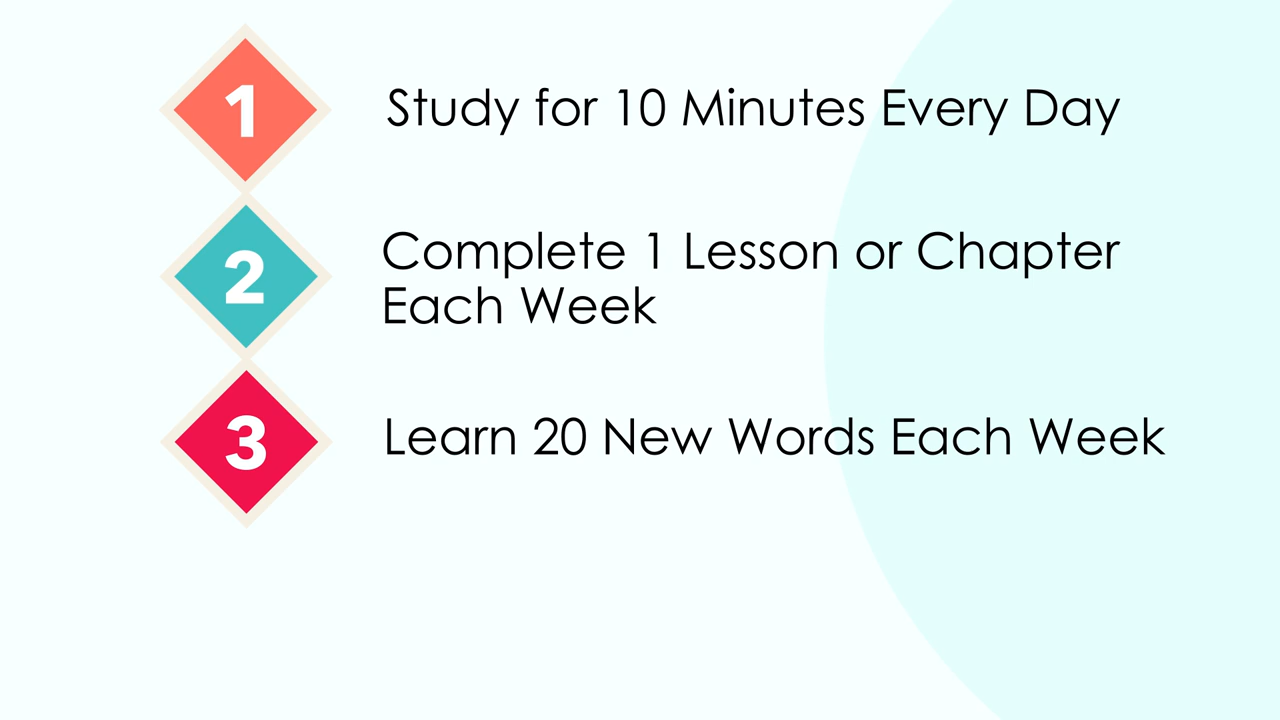 1 Study for 10 Minutes Every Day
2 Complete 1 Lesson or Chapter
Each Week
3 Learn 20 New Words Each Week